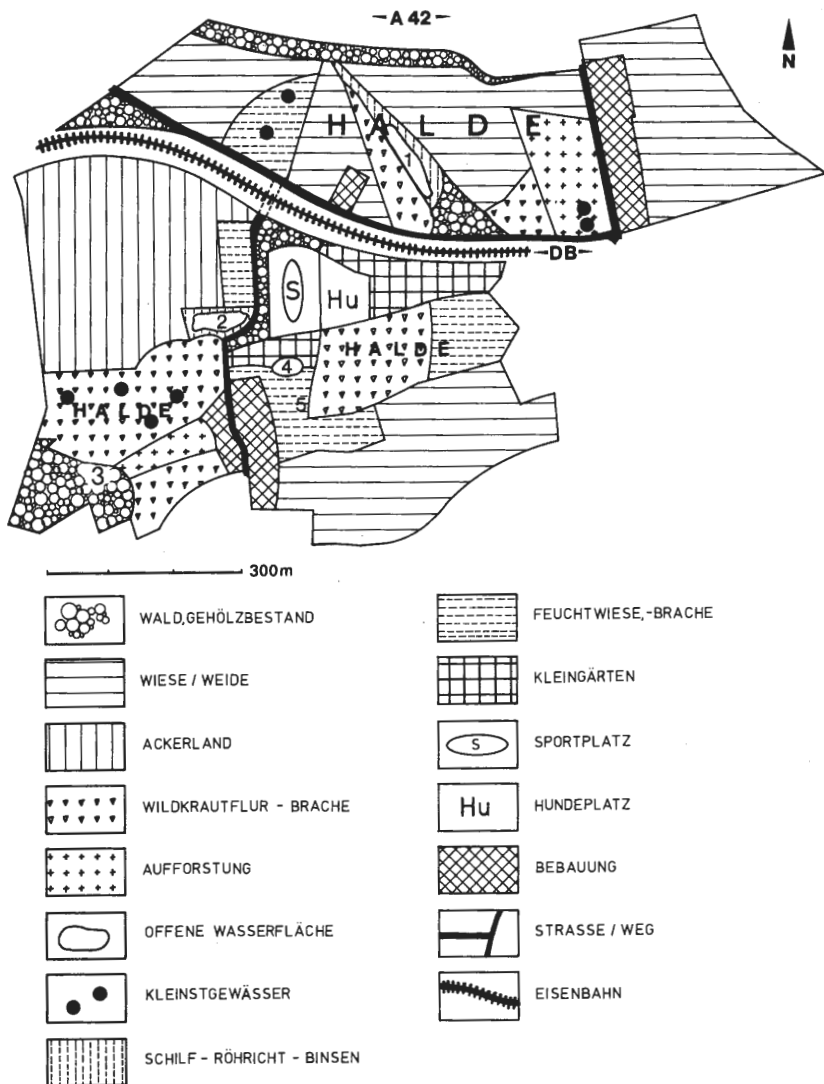 A 42
N
HALDE
1
DB
S
Hu
2
HALDE
4
5
HALDE
3
300m
WALD,GEHÖLZBESTAND
WIESE / WEIDE
ACKERLAND
WILDKRAUTFLUR - BRACHE
AUFFORSTUNG
OFFENE WASSERFLÄCHE
KLEINSTGEWÄSSER
SCHILF - RÖHRICHT - BINSEN
FEUCHTWIESE,-BRACHE
KLEINGÄRTEN
S
SPORTPLATZ
Hu
HUNDEPLATZ
BEBAUUNG
STRASSE / WEG
EISENBAHN